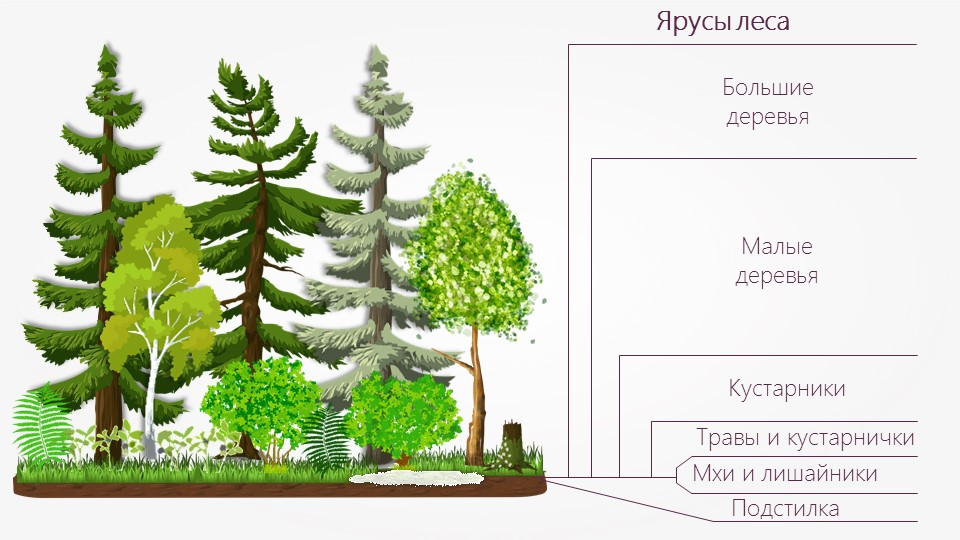 Ярусы леса
Большие
деревья
Малые
деревья
Кустарники
Травы и кустарнички
Мхи и лишайники
Подстилка